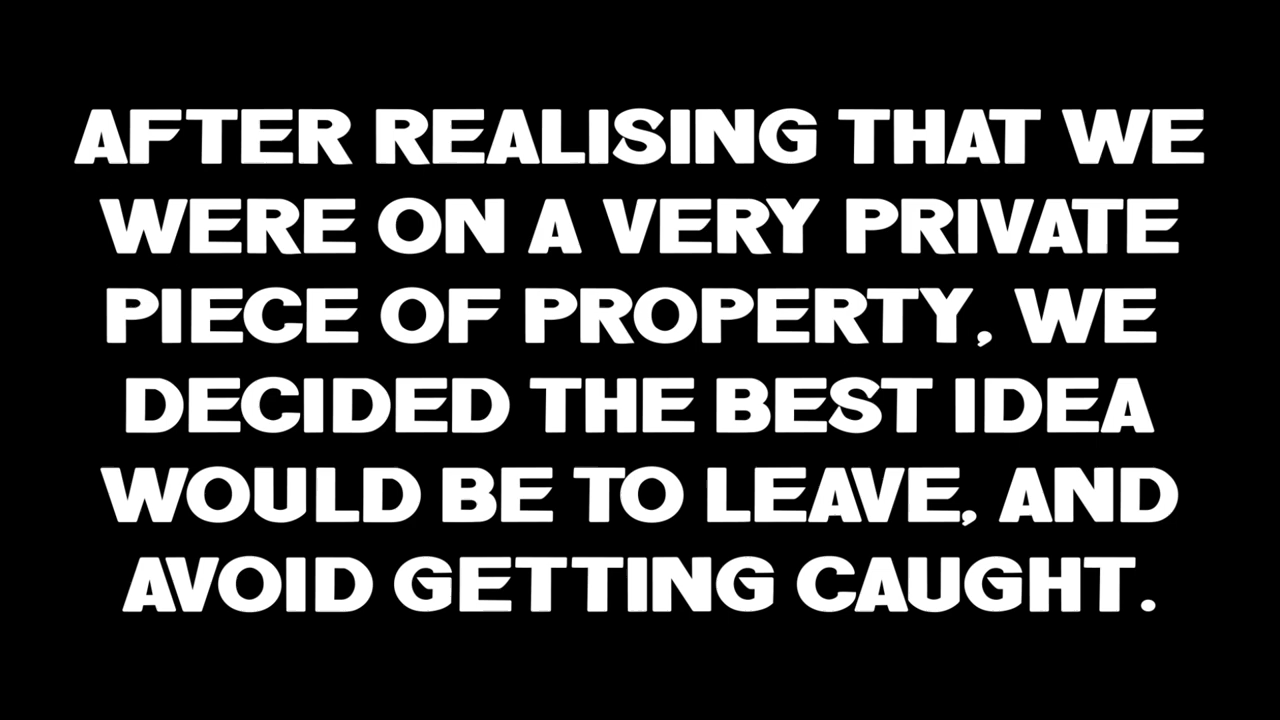 AFTER REALISING THAT WE
WERE ON A VERY PRIVATE
PIECE OF PROPERTY, WE
DECIDED THE BEST IDEA
WOULD BE TO LEAVE, AND
AVOID GETTING CAUGHT.